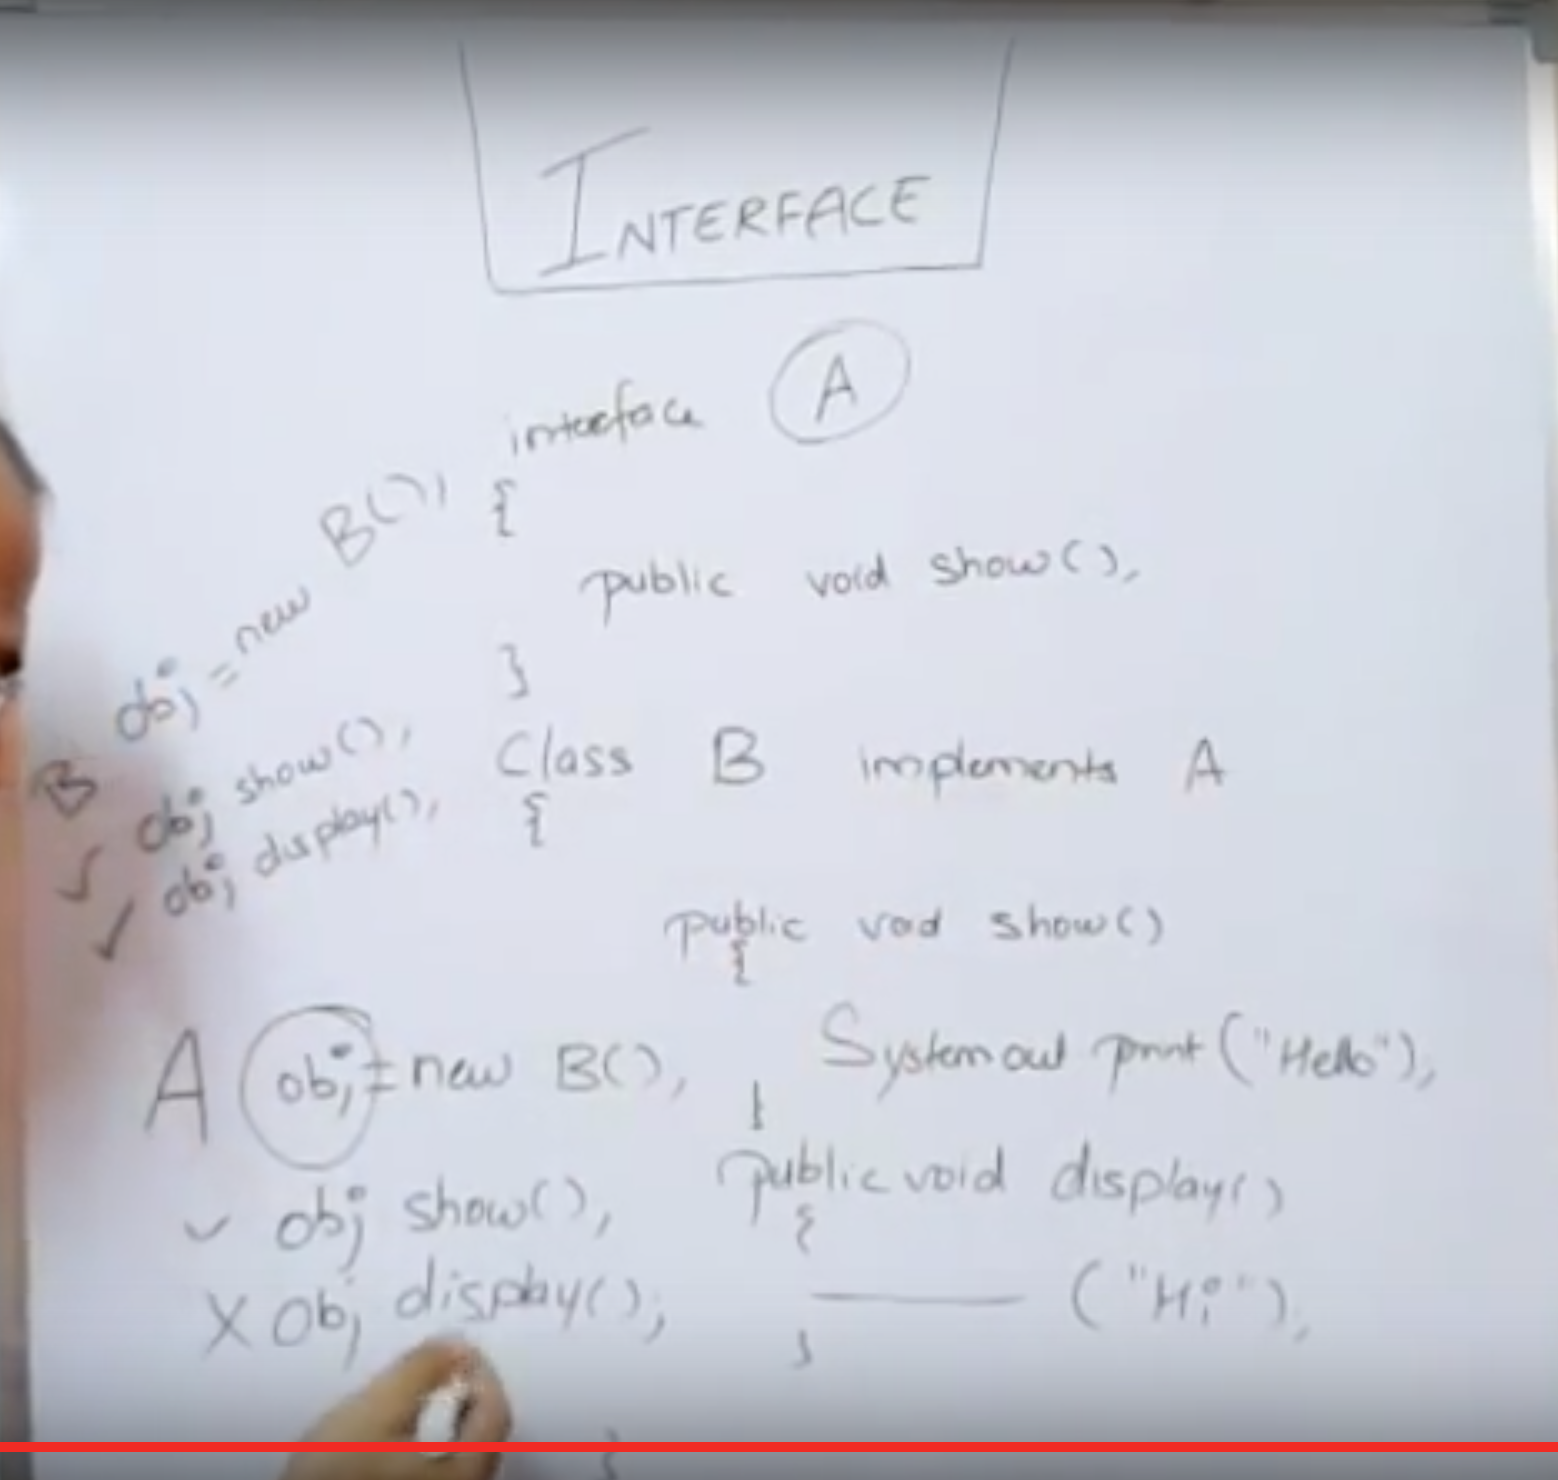 INTERFACE
interface A
{
public void show();
}
Class B implements A
{
public void show()
{
System out print ("Hello");
}
public void display()
{
("Hi");
}
}
B obj = new B();
✓ obj show();
✓ obj display();
A obj = new B();
✓ obj show();
X obj display();